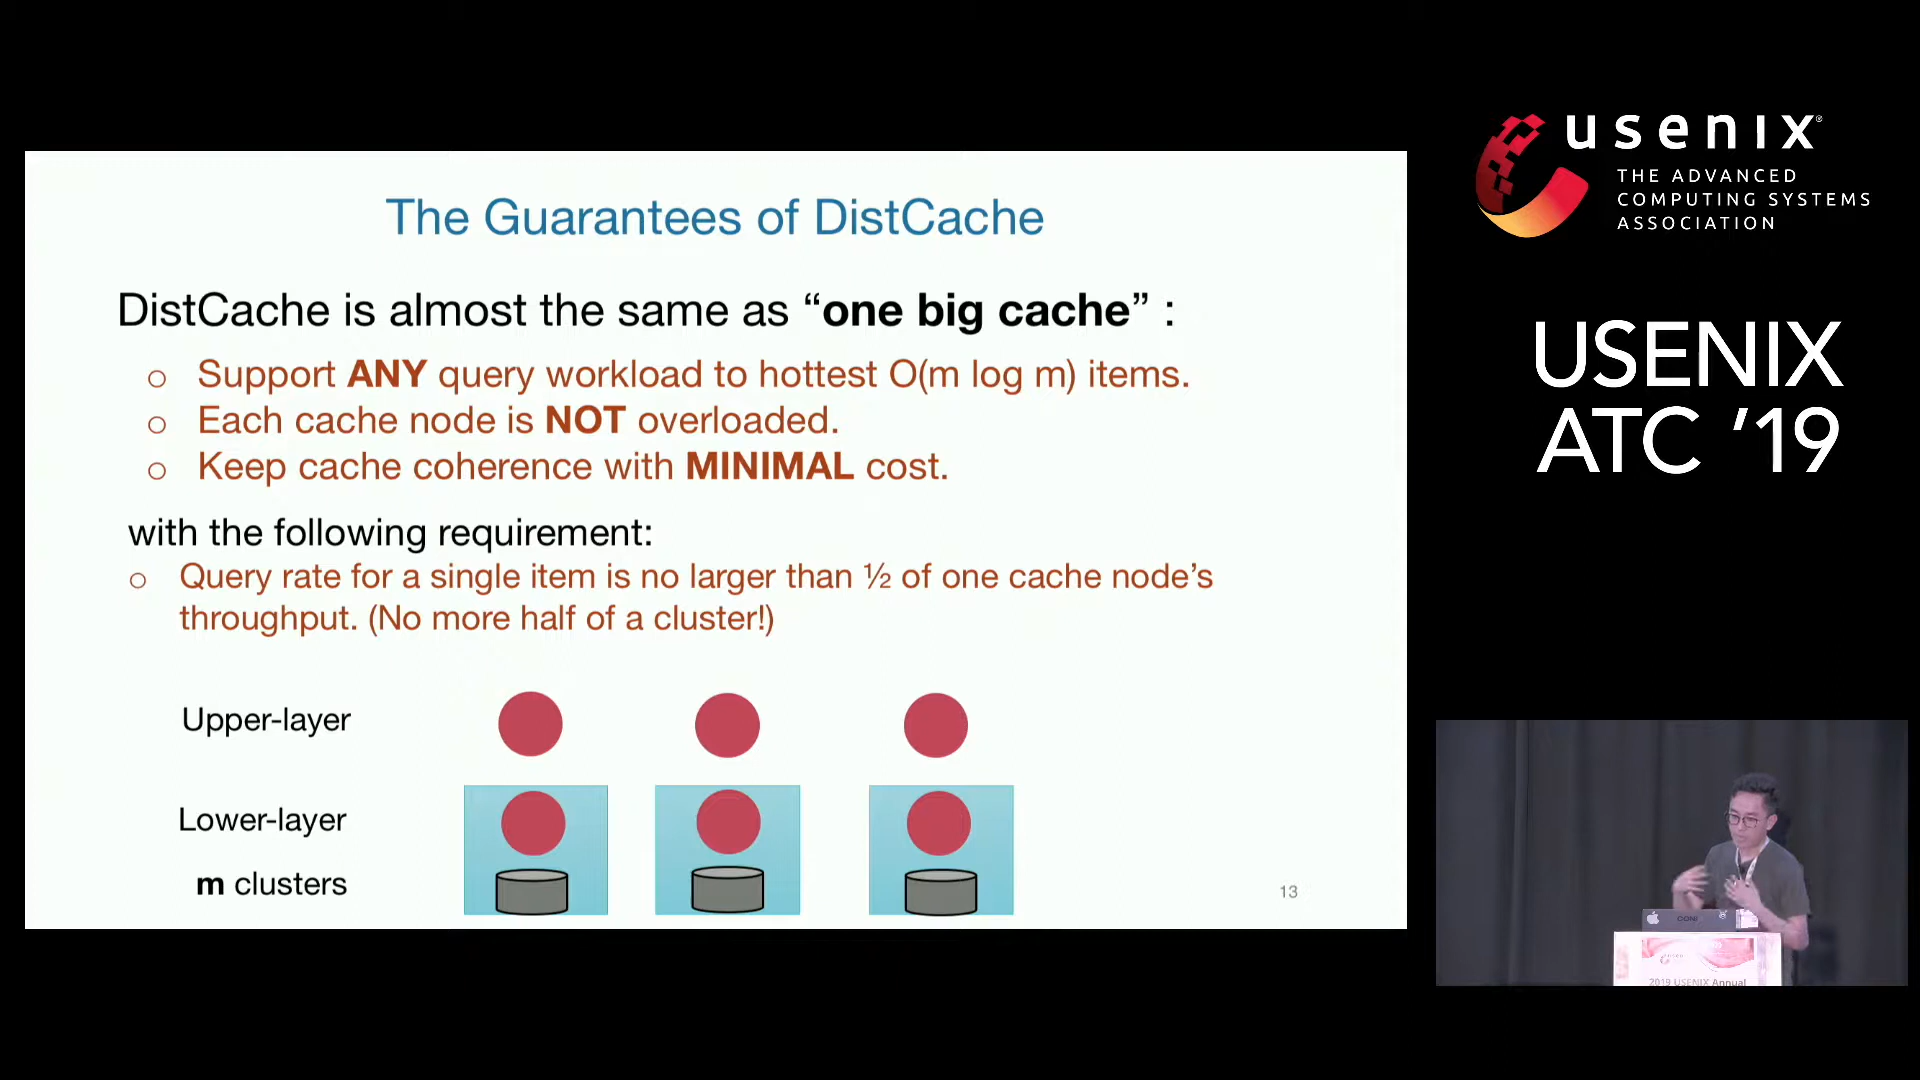 The Guarantees of DistCache
DistCache is almost the same as “one big cache” :
o Support ANY query workload to hottest O(m log m) items.
o Each cache node is NOT overloaded.
o Keep cache coherence with MINIMAL cost.
with the following requirement:
o Query rate for a single item is no larger than ½ of one cache node’s
throughput. (No more half of a cluster!)
Upper-layer
Lower-layer
m clusters
13
usenix®
THE ADVANCED
COMPUTING SYSTEMS
ASSOCIATION
USENIX
ATC ’19
2019 USENIX Annual